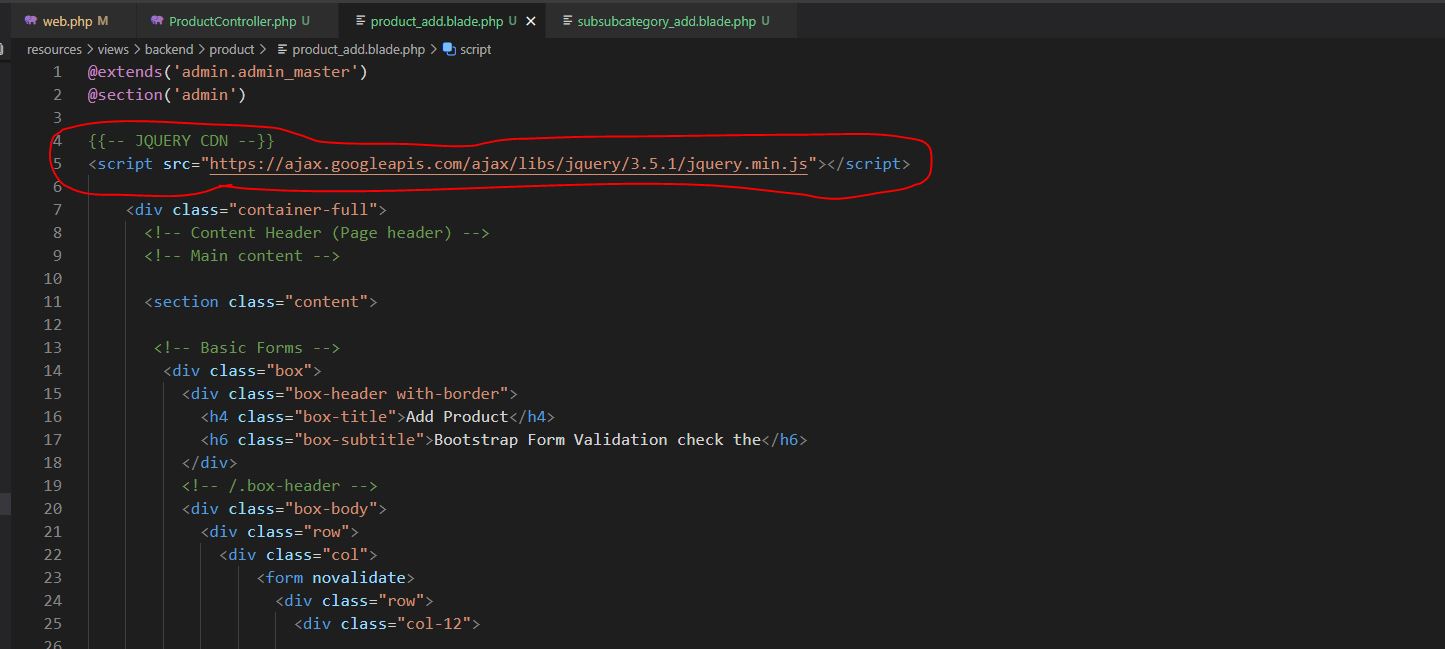 web.php M ProductController.php U product_add.blade.php U subsubcategory_add.blade.php U
resources > views > backend > product > product_add.blade.php > script
1 @extends('admin.admin_master')
2 @section('admin')
3
4 {{-- JQUERY CDN --}}
5 <script src="https://ajax.googleapis.com/ajax/libs/jquery/3.5.1/jquery.min.js"></script>
6
7 <div class="container-full">
8 <!-- Content Header (Page header) -->
9 <!-- Main content -->
10
11 <section class="content">
12
13 <!-- Basic Forms -->
14 <div class="box">
15 <div class="box-header with-border">
16 <h4 class="box-title">Add Product</h4>
17 <h6 class="box-subtitle">Bootstrap Form Validation check the</h6>
18 </div>
19 <!-- /.box-header -->
20 <div class="box-body">
21 <div class="row">
22 <div class="col">
23 <form novalidate>
24 <div class="row">
25 <div class="col-12">
26